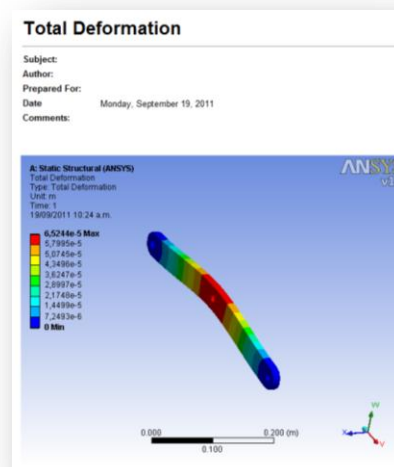 Total Deformation
Subject:
Author:
Prepared For:
Date Monday, September 19, 2011
Comments:
A: Static Structural (ANSYS)
Total Deformation
Type: Total Deformation
Unit: m
Time: 1
19/09/2011 10:24 a.m.
6,5244e-5 Max
5,7995e-5
5,0745e-5
4,3496e-5
3,6247e-5
2,8997e-5
2,1748e-5
1,4499e-5
7,2493e-6
0 Min
ANSY
v1
0.000
0.200 (m)
0.100
X
Y